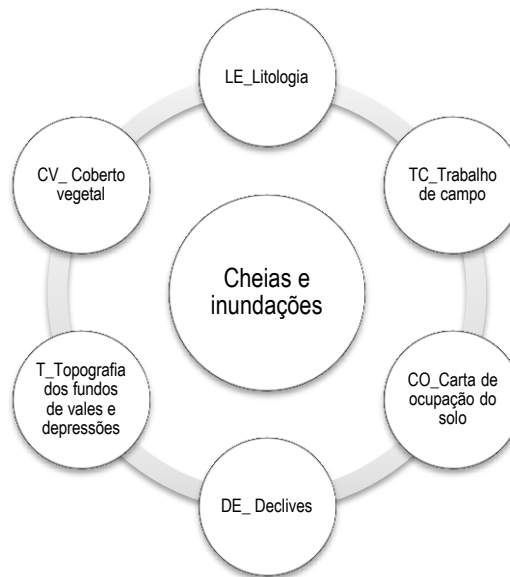 LE_Litologia
TC_Trabalho
de campo
CO_Carta de
ocupação do
solo
DE_ Declives
T_Topografia
dos fundos
de vales e
depressões
CV_ Coberto
vegetal
Cheias e
inundações